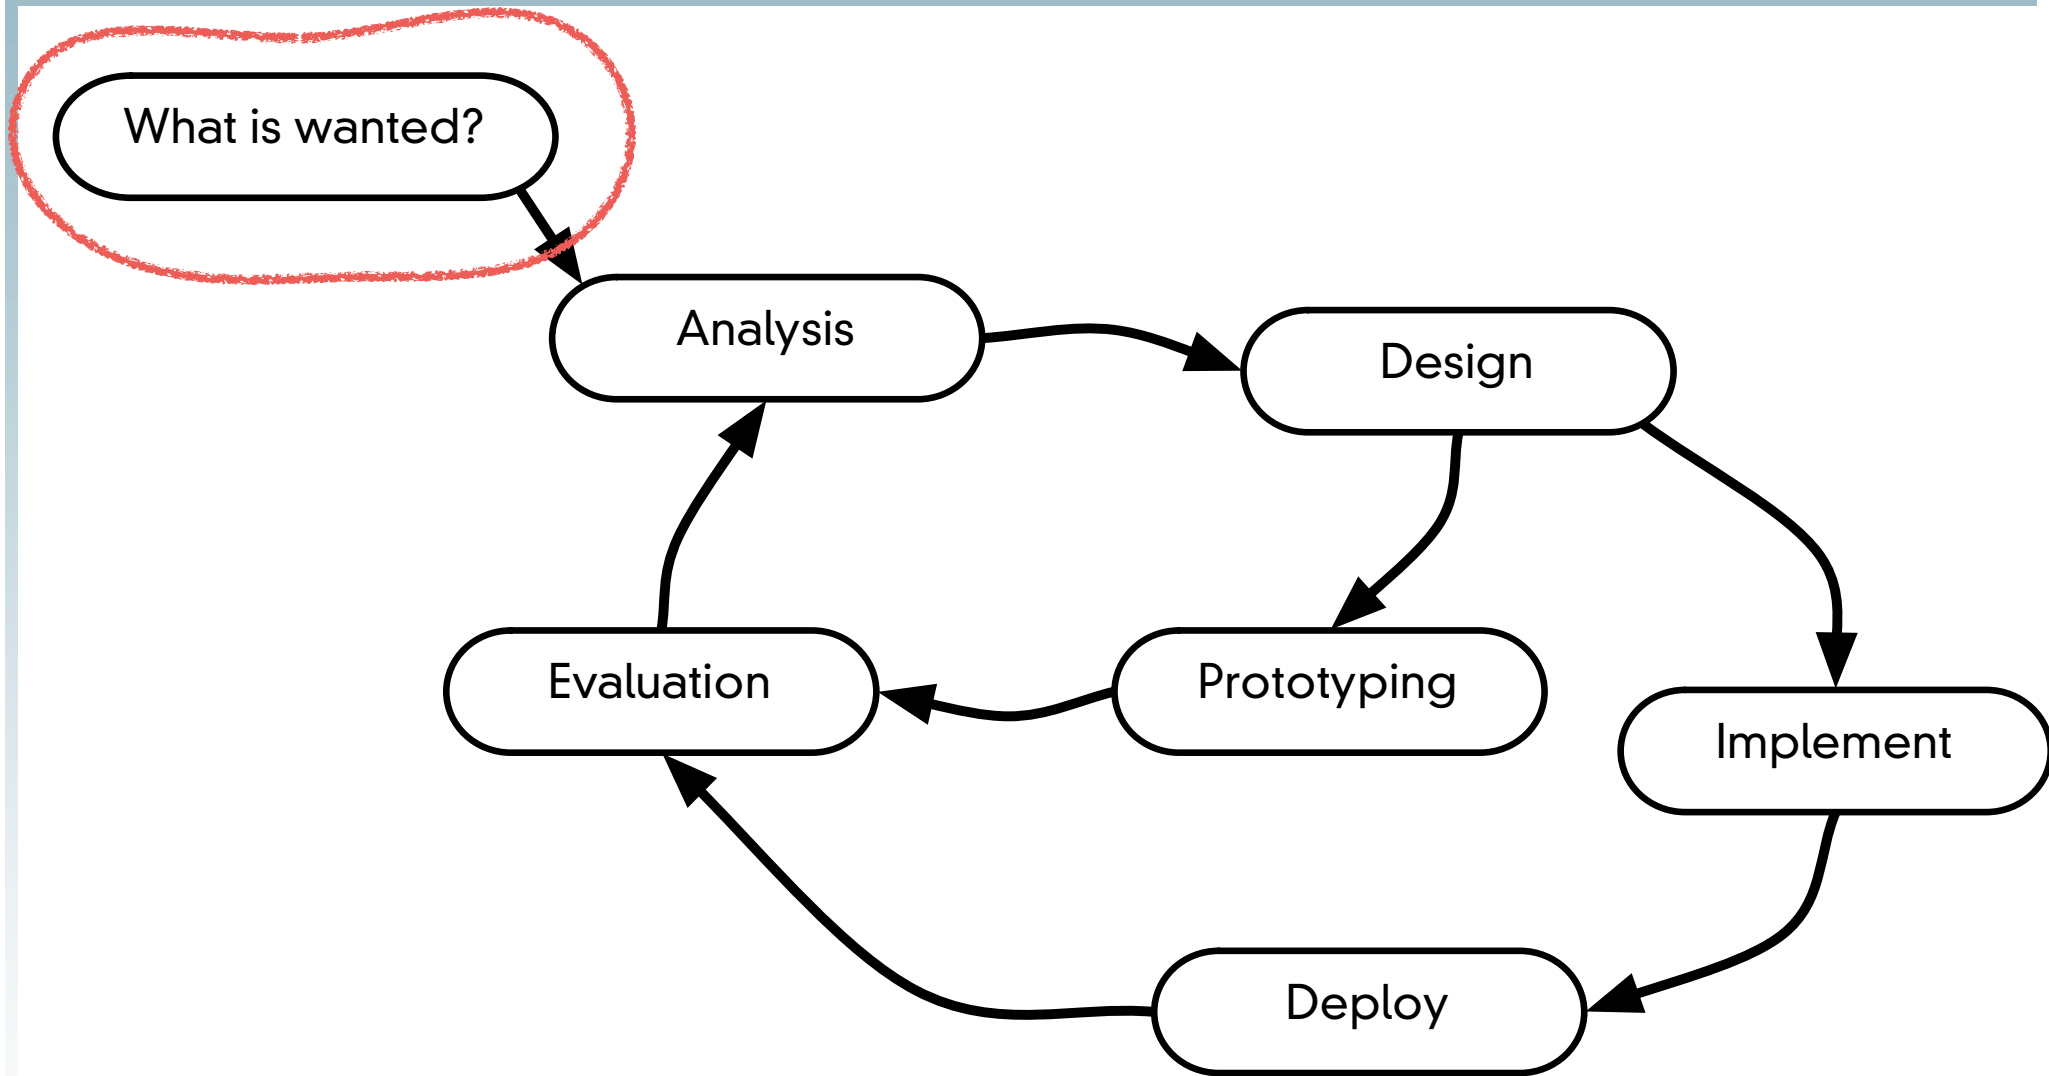 What is wanted?
Analysis
Design
Evaluation
Prototyping
Implement
Deploy